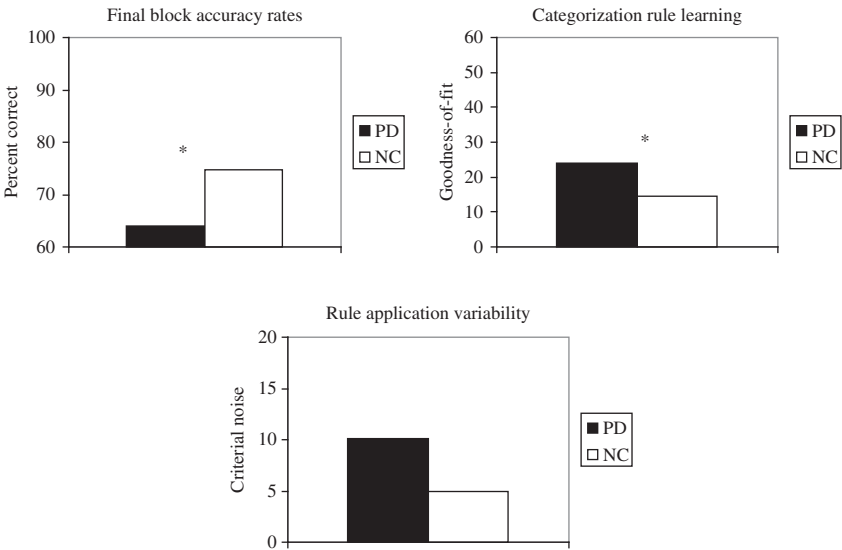 Final block accuracy rates
100
90
80
70
60
Percent correct
*
PD
NC
Categorization rule learning
60
50
40
30
20
10
0
Goodness-of-fit
*
PD
NC
Rule application variability
20
15
10
5
0
Criterial noise
PD
NC